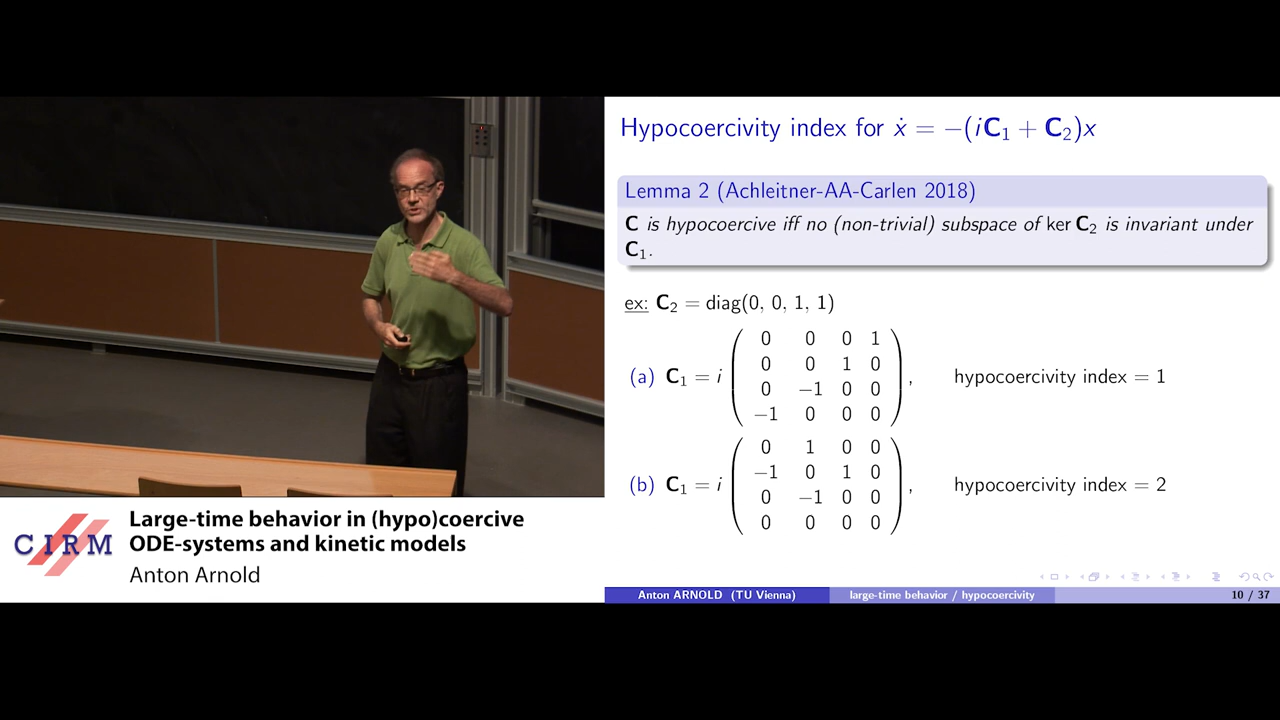 Hypocoercivity index for ẋ = −(iC₁ + C₂)x
Lemma 2 (Achleitner-AA-Carlen 2018)
C is hypocoercive iff no (non-trivial) subspace of ker C₂ is invariant under
C₁.
ex: C₂ = diag(0, 0, 1, 1)
(a) C₁ = i ( 0 0 0 1
0 0 1 0
0 −1 0 0
−1 0 0 0 ), hypocoercivity index = 1
(b) C₁ = i ( 0 1 0 0
−1 0 1 0
0 −1 0 0
0 0 0 0 ), hypocoercivity index = 2
Anton ARNOLD (TU Vienna) large-time behavior / hypocoercivity 10 / 37
CIRM
Large-time behavior in (hypo)coercive
ODE-systems and kinetic models
Anton Arnold